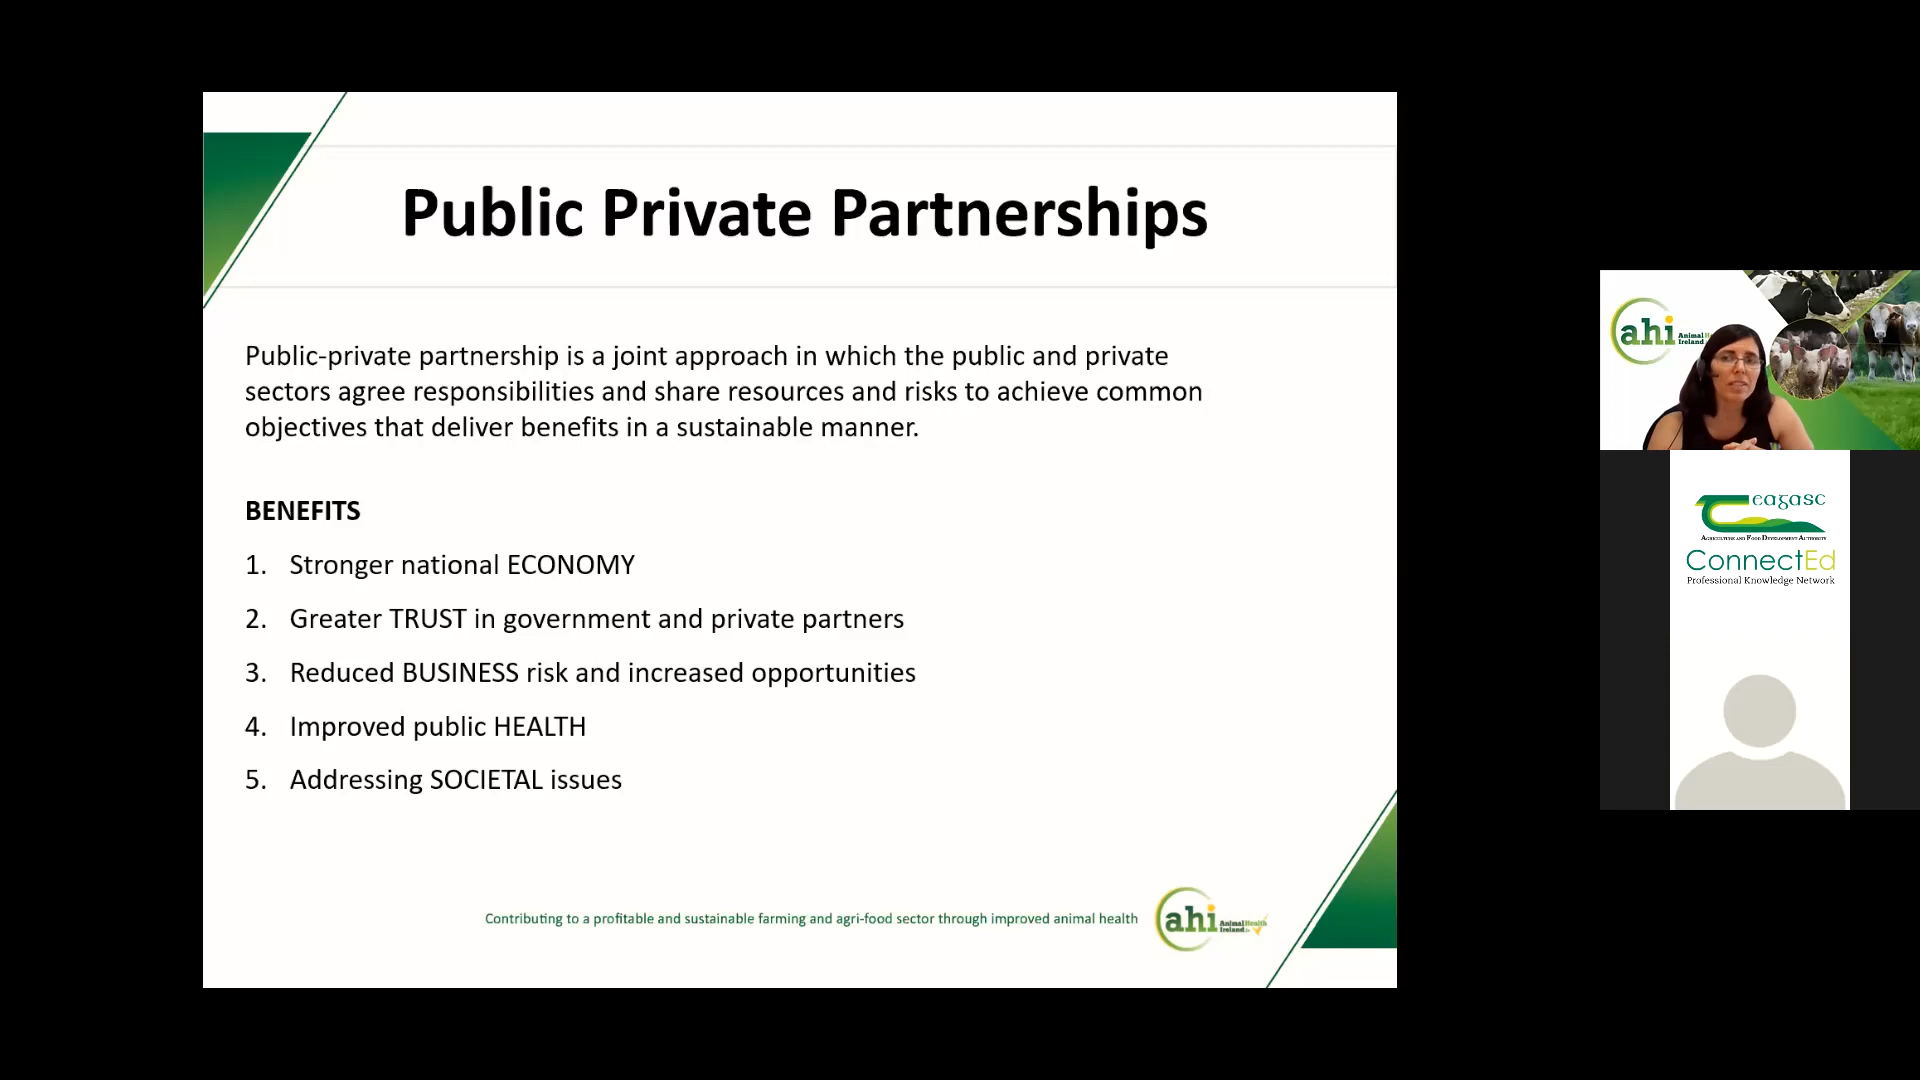 Public Private Partnerships
Public-private partnership is a joint approach in which the public and private
sectors agree responsibilities and share resources and risks to achieve common
objectives that deliver benefits in a sustainable manner.
BENEFITS
1. Stronger national ECONOMY
2. Greater TRUST in government and private partners
3. Reduced BUSINESS risk and increased opportunities
4. Improved public HEALTH
5. Addressing SOCIETAL issues
Contributing to a profitable and sustainable farming and agri-food sector through improved animal health
ahi
AnimalHealth
Ireland.ie
ahi
Animal
Ireland
eagasc
AGRICULTURE AND FOOD DEVELOPMENT AUTHORITY
ConnectEd
Professional Knowledge Network